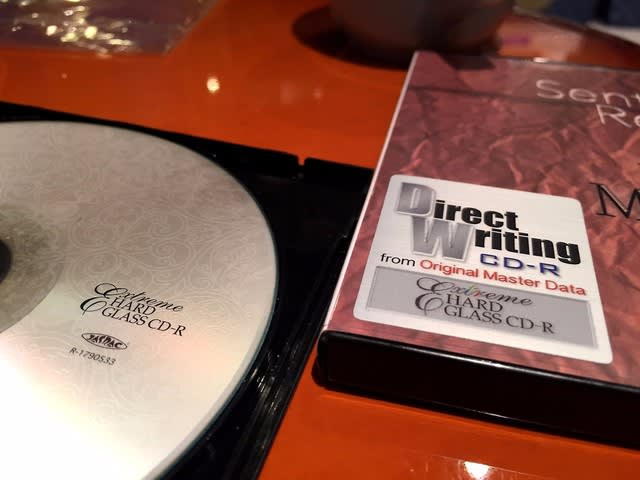 Extreme
HARD
GLASS CD-R
R-1790533
Direct
Writing
CD-R
from Original Master Data
Extreme
HARD
GLASS CD-R